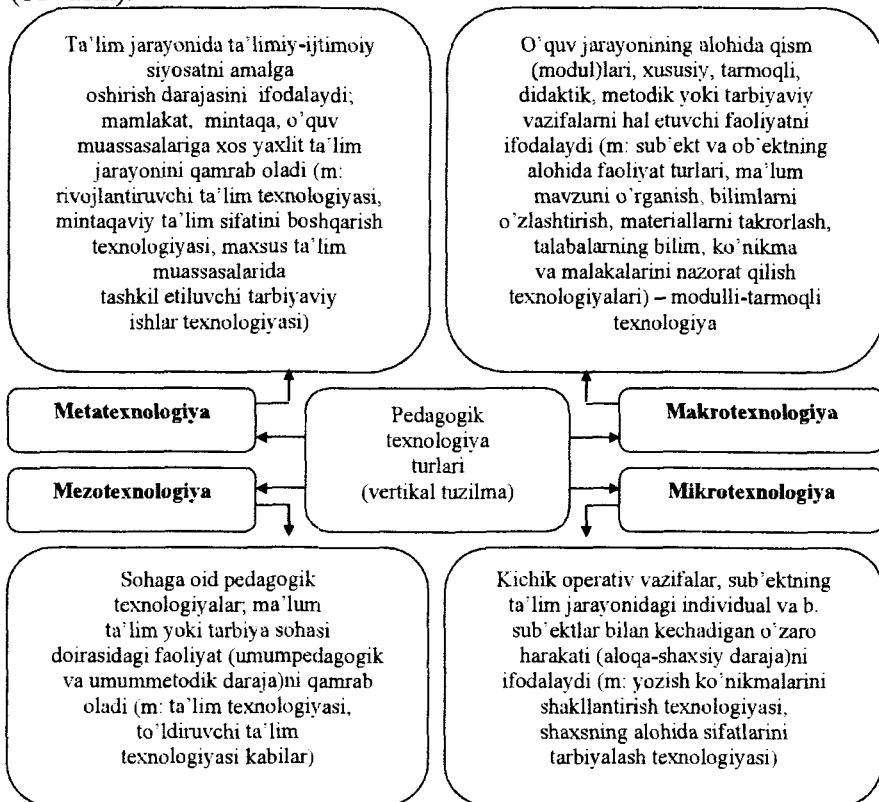 Ta'lim jarayonida ta'limiy-ijtimoiy
siyosatni amalga
oshirish darajasini ifodalaydi;
mamlakat, mintaqa, o'quv
muassasalariga xos yaxlit ta'lim
jarayonini qamrab oladi (m:
rivojlantiruvchi ta'lim texnologiyasi,
mintaqaviy ta'lim sifatini boshqarish
texnologiyasi, maxsus ta'lim
muassasalarida
tashkil etiluvchi tarbiyaviy
ishlar texnologiyasi)
O'quv jarayonining alohida qism
(modul)lari, xususiy, tarmoqli,
didaktik, metodik yoki tarbiyaviy
vazifalarni hal etuvchi faoliyatni
ifodalaydi (m: sub'ekt va ob'ektning
alohida faoliyat turlari, ma'lum
mavzuni o'rganish, bilimlarni
o'zlashtirish, materiallarni takrorlash,
talabalarning bilim, ko'nikma
va malakalarini nazorat qilish
texnologiyalari) – modulli-tarmoqli
texnologiya
Metatexnologiya
Mezotexnologiya
Pedagogik
texnologiya
turlari
(vertikal tuzilma)
Makrotexnologiya
Mikrotexnologiya
Sohaga oid pedagogik
texnologiyalar; ma'lum
ta'lim yoki tarbiya sohasi
doirasidagi faoliyat (umumpedagogik
va umummetodik daraja)ni qamrab
oladi (m: ta'lim texnologiyasi,
to'ldiruvchi ta'lim
texnologiyasi kabilar)
Kichik operativ vazifalar, sub'ektning
ta'lim jarayonidagi individual va b.
sub'ektlar bilan kechadigan o'zaro
harakati (aloqa-shaxsiy daraja)ni
ifodalaydi (m: yozish ko'nikmalarini
shakllantirish texnologiyasi,
shaxsning alohida sifatlarini
tarbiyalash texnologiyasi)